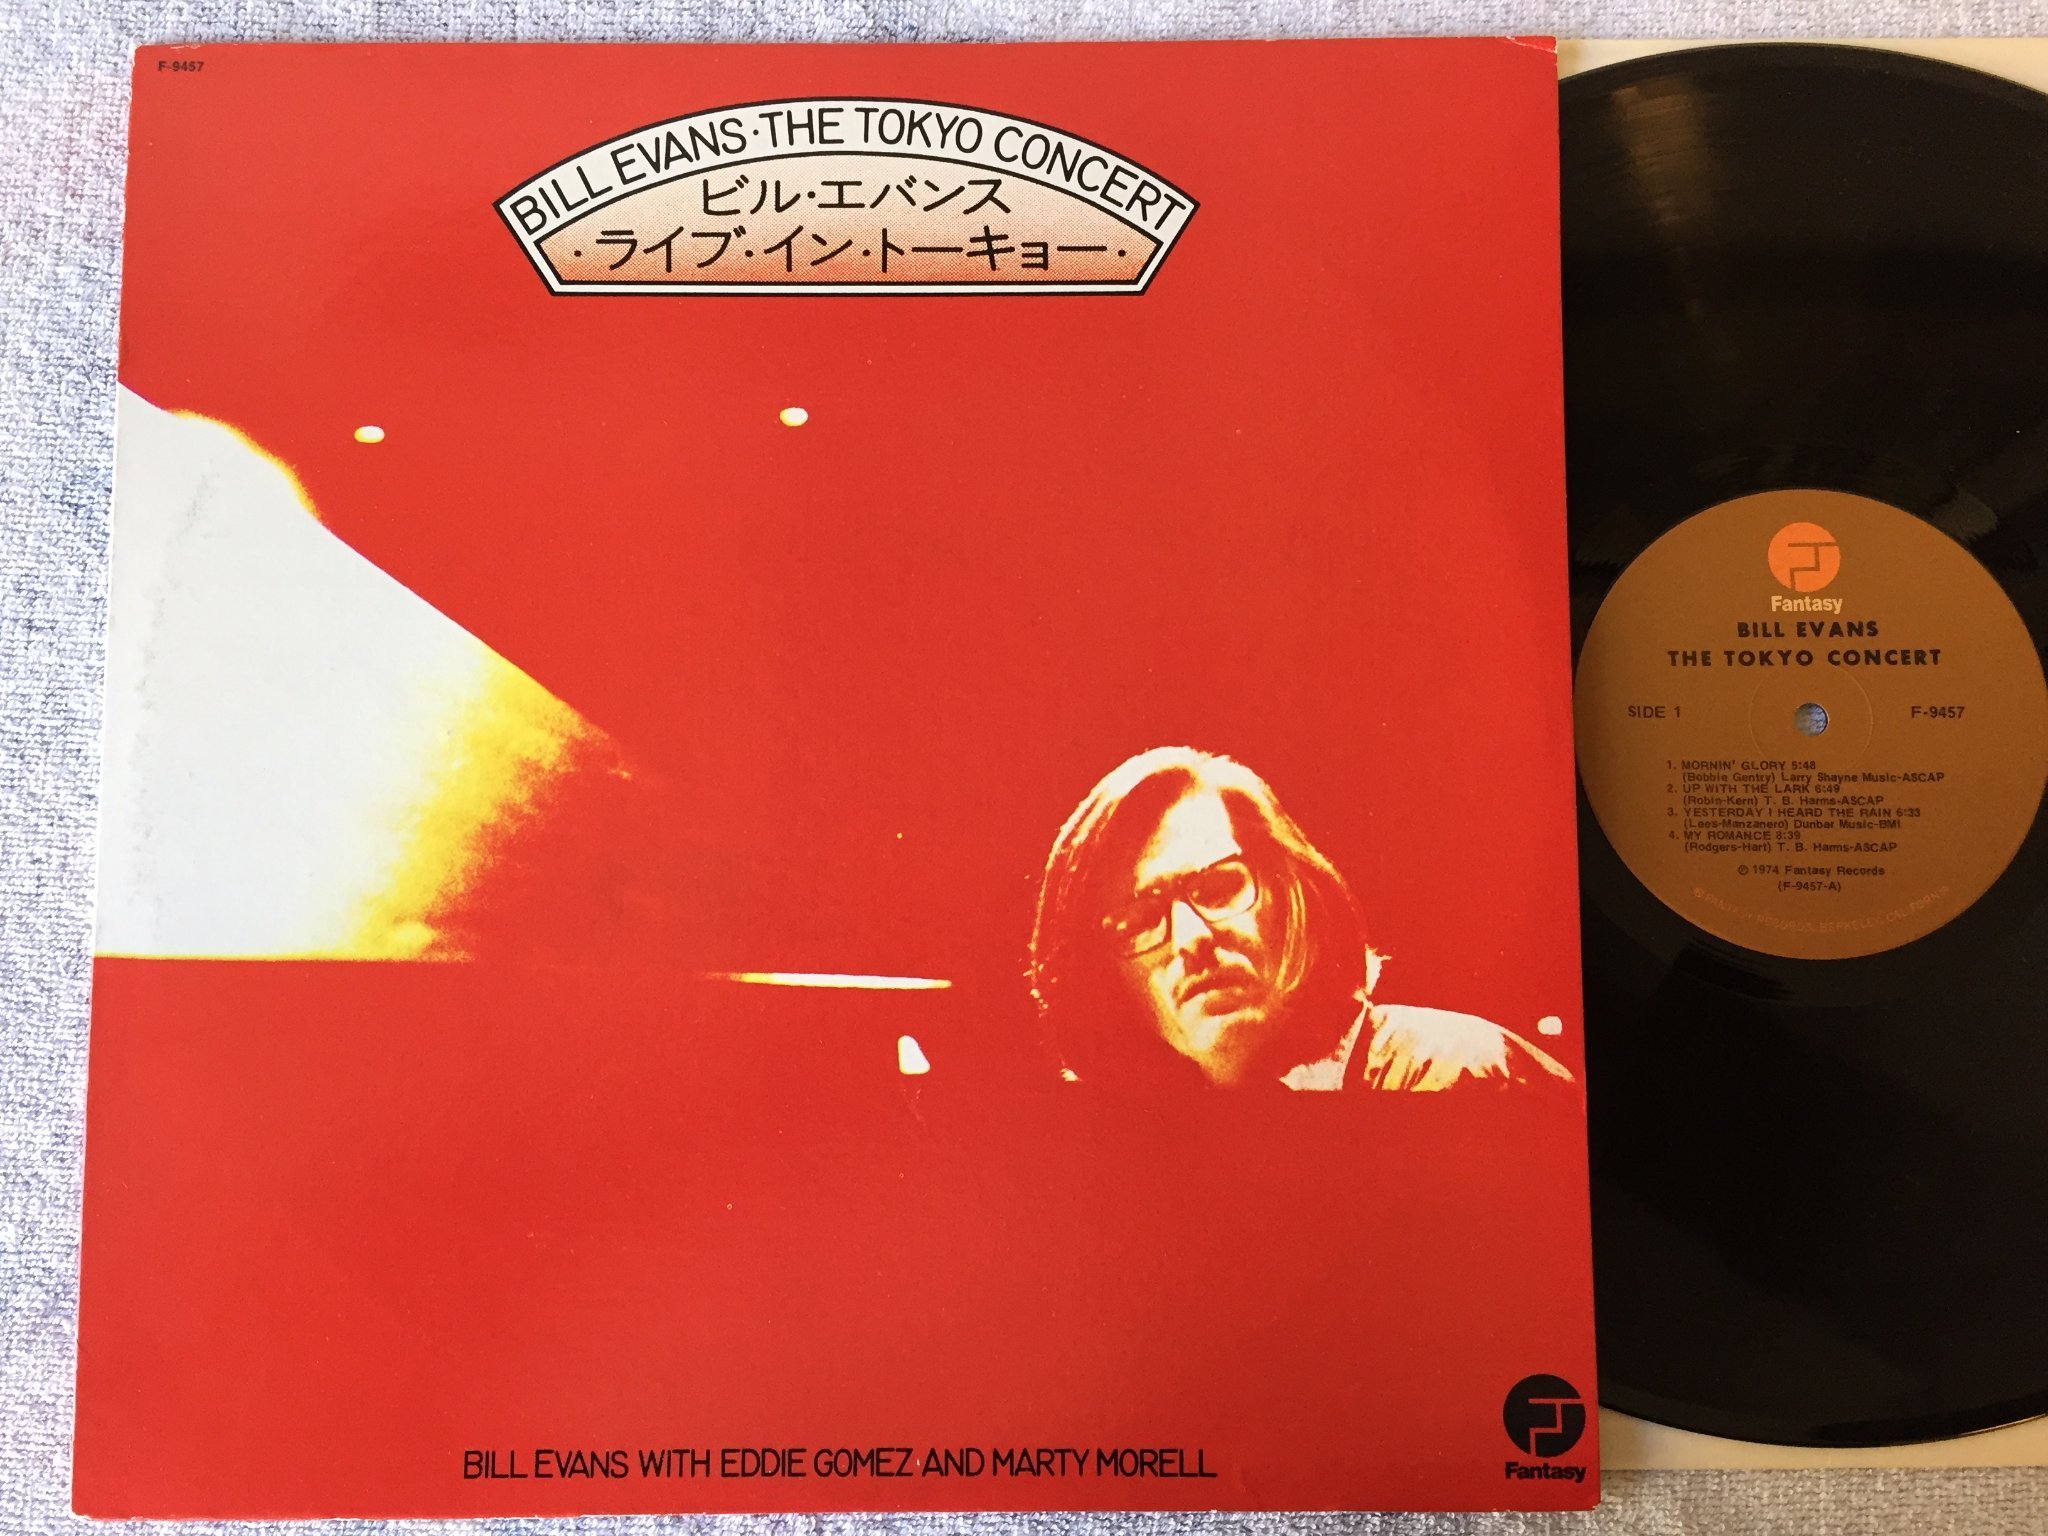 F-9457
BILL EVANS·THE TOKYO CONCERT
ビル・エバンス
・ライブ・イン・トーキョー・
BILL EVANS WITH EDDIE GOMEZ AND MARTY MORELL
Fantasy
Fantasy
BILL EVANS
THE TOKYO CONCERT
SIDE 1
F-9457
1. MORNIN' GLORY 5:48
(Bobbie Gentry) Larry Shayne Music-ASCAP
2. UP WITH THE LARK 6:49
(Robin-Kern) T. B. Harms-ASCAP
3. YESTERDAY I HEARD THE RAIN 6:33
(Lees-Manzanero) Dunbar Music-BMI
4. MY ROMANCE 8:39
(Rodgers-Hart) T. B. Harms-ASCAP
℗ 1974 Fantasy Records
(F-9457-A)
FANTASY RECORDS, BERKELEY, CALIFORNIA